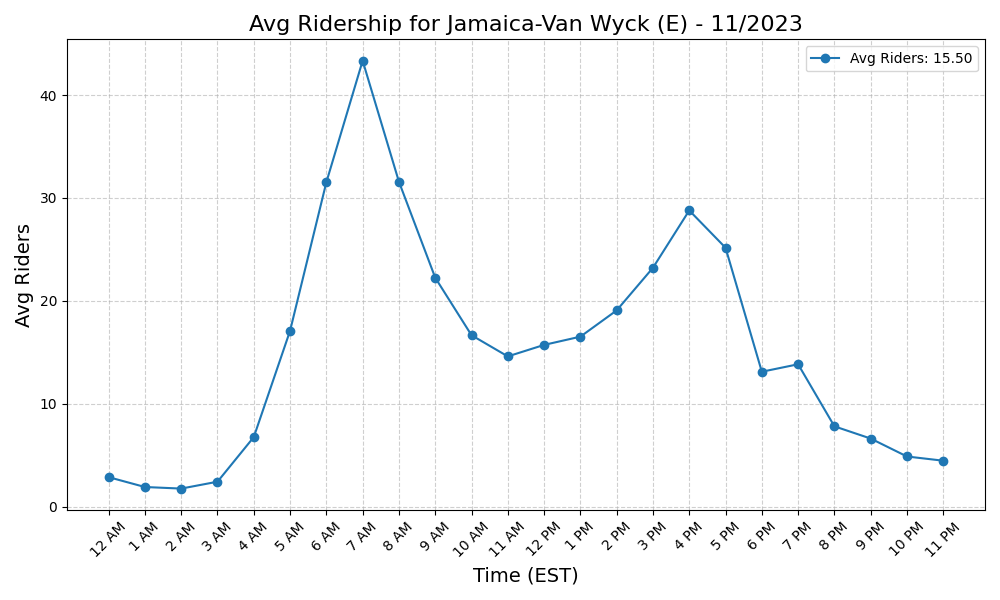 Avg Ridership for Jamaica-Van Wyck (E) - 11/2023
Avg Riders: 15.50
Avg Riders
40
30
20
10
0
12 AM
1 AM
2 AM
3 AM
4 AM
5 AM
6 AM
7 AM
8 AM
9 AM
10 AM
11 AM
12 PM
1 PM
2 PM
3 PM
4 PM
5 PM
6 PM
7 PM
8 PM
9 PM
10 PM
11 PM
Time (EST)